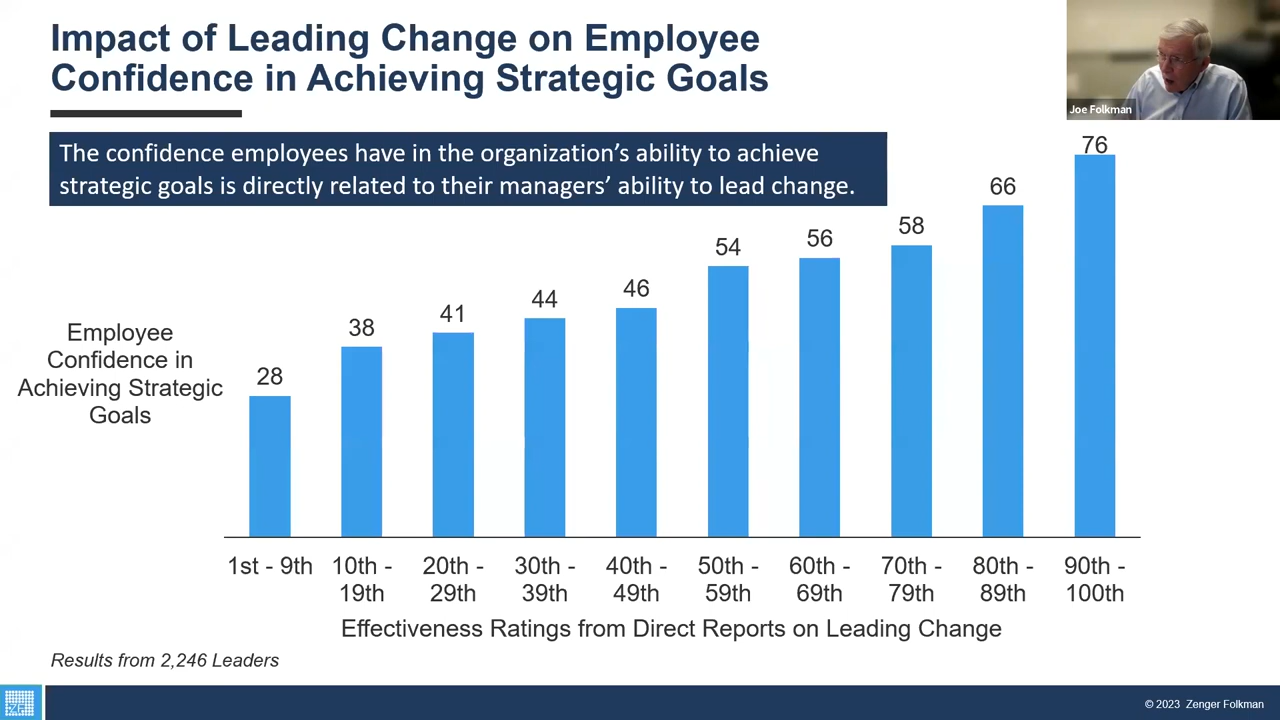 Impact of Leading Change on Employee
Confidence in Achieving Strategic Goals
Joe Folkman
The confidence employees have in the organization's ability to achieve
strategic goals is directly related to their managers' ability to lead change.
Employee
Confidence in
Achieving Strategic
Goals
28
38
41
44
46
54
56
58
66
76
1st - 9th
10th -
19th
20th -
29th
30th -
39th
40th -
49th
50th -
59th
60th -
69th
70th -
79th
80th -
89th
90th -
100th
Effectiveness Ratings from Direct Reports on Leading Change
Results from 2,246 Leaders
ZF
© 2023 Zenger Folkman